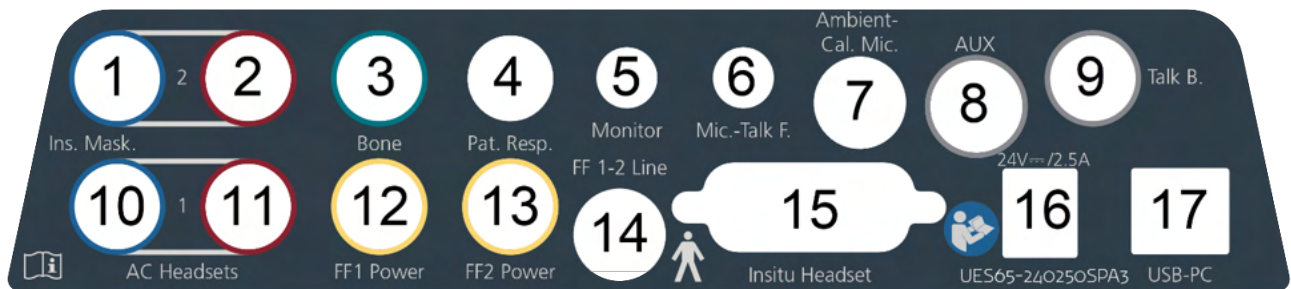 Ambient-
Cal. Mic.
AUX
1
2
2
3
4
5
6
7
8
9
Talk B.
Ins. Mask.
Bone
Pat. Resp.
Monitor
Mic.-Talk F.
FF 1-2 Line
24V⎓/2.5A
10
1
11
12
13
14
15
16
17
AC Headsets
FF1 Power
FF2 Power
Insitu Headset
UES65-240250SPA3
USB-PC